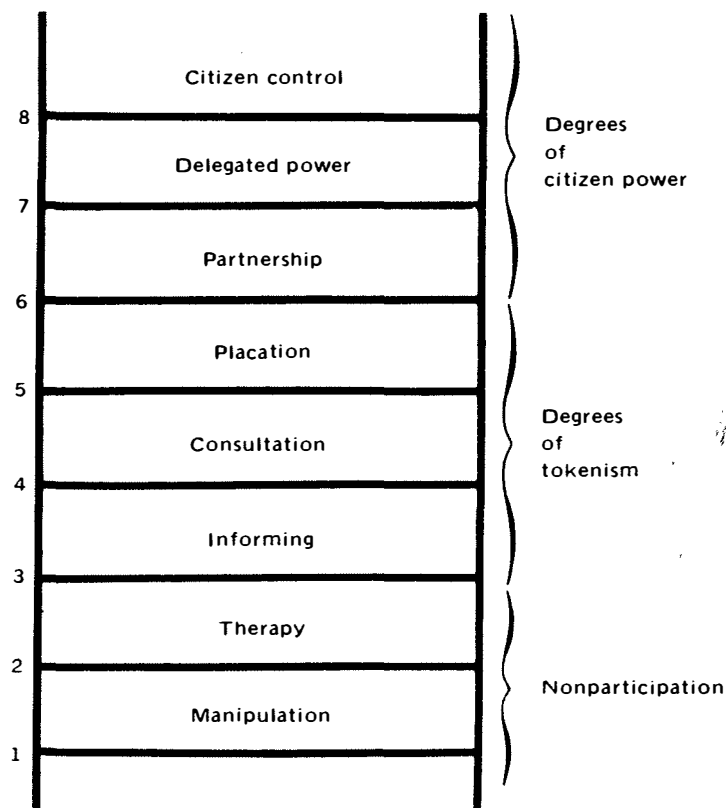 Citizen control
8
Delegated power
7
Partnership
6
Placation
5
Consultation
4
Informing
3
Therapy
2
Manipulation
1
Degrees
of
citizen power
Degrees
of
tokenism
Nonparticipation